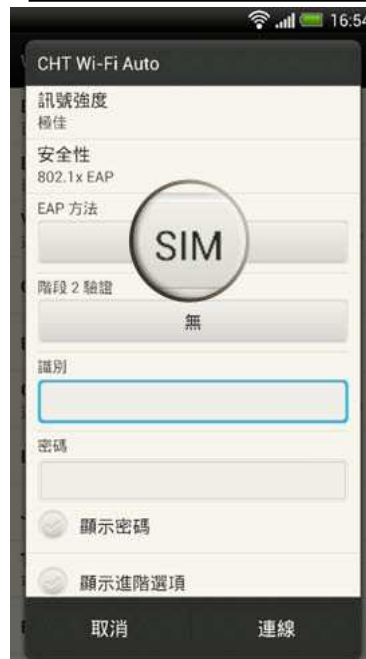 16:54
CHT Wi-Fi Auto
訊號強度
極佳
安全性
802.1x EAP
EAP 方法
SIM
階段 2 驗證
無
識別
密碼
顯示密碼
顯示進階選項
取消
連線